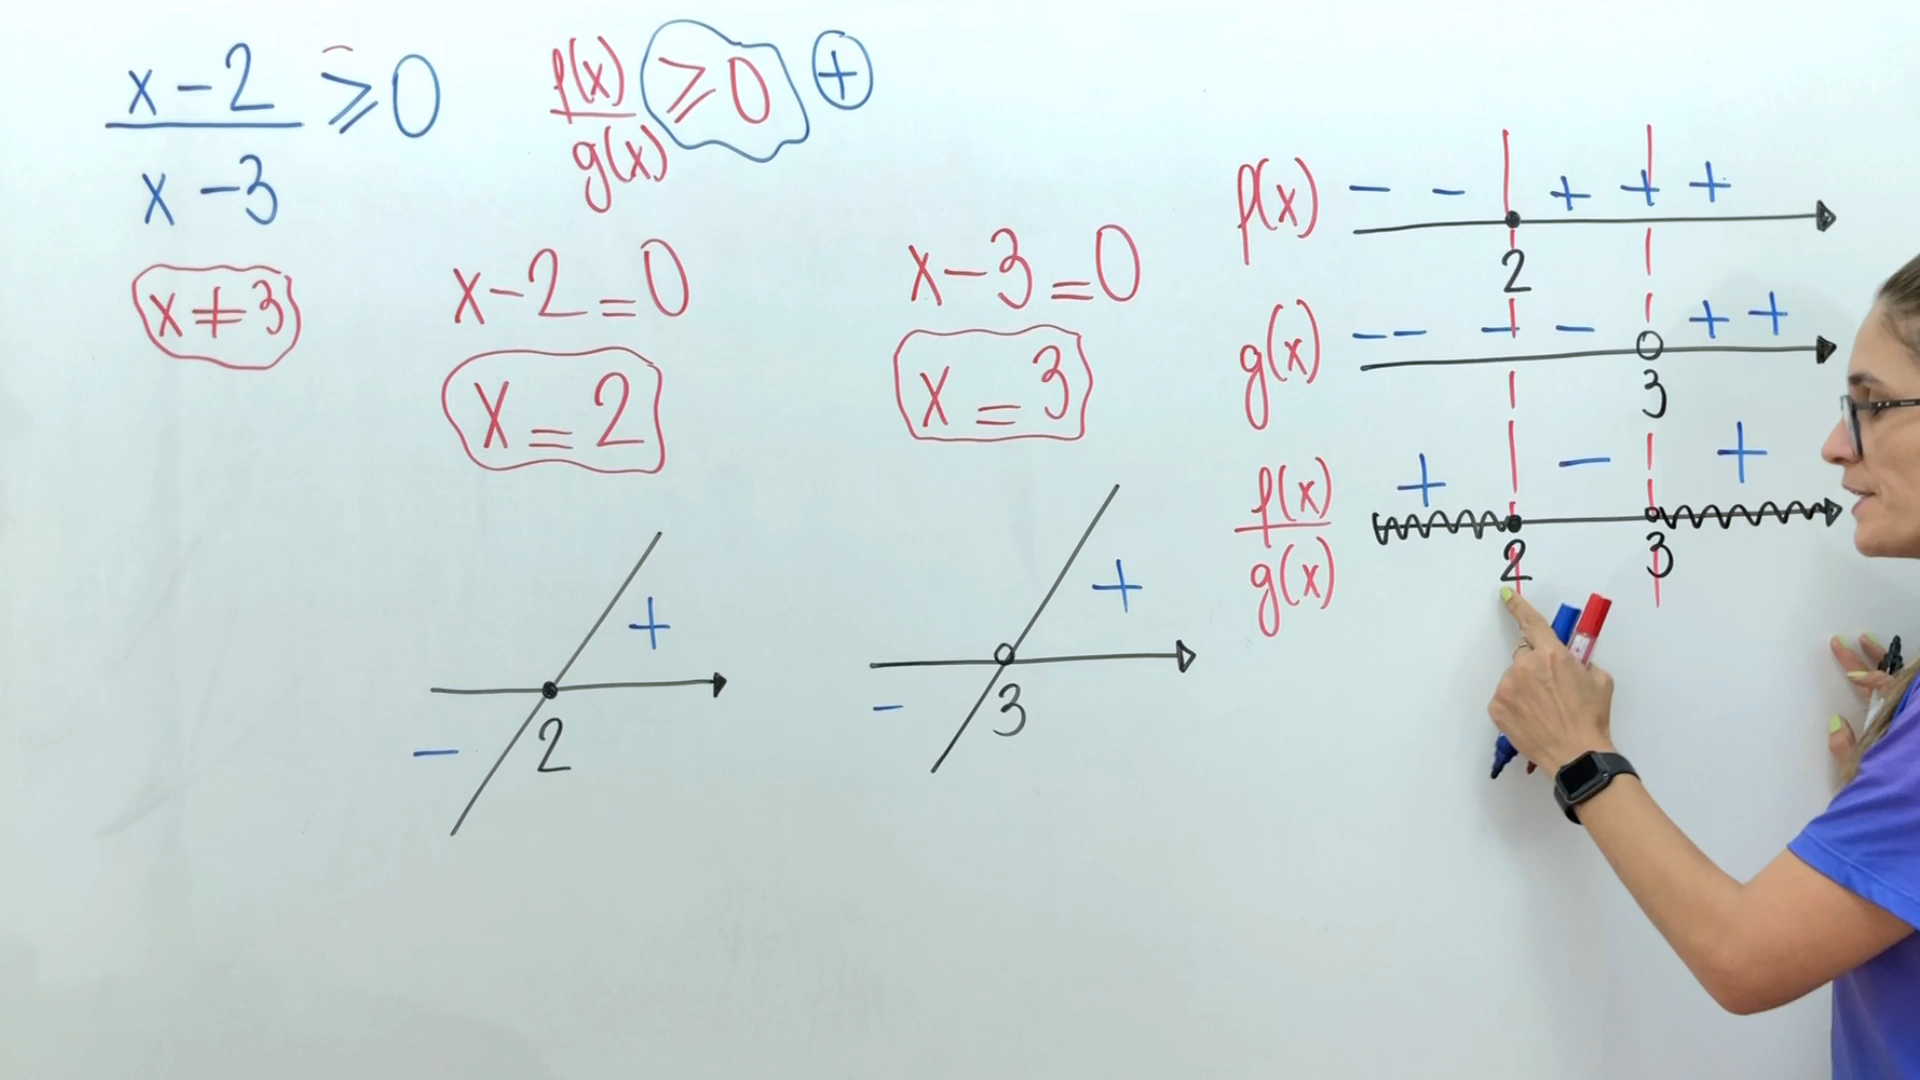 x - 2 ⩾ 0
x - 3
f(x) ⩾ 0 +
g(x)
x ≠ 3
x - 2 = 0
x = 2
x - 3 = 0
x = 3
- + 2
- + 3
f(x) - - + + +
2
g(x) - - - - + +
3
f(x) + - +
g(x) 2 3